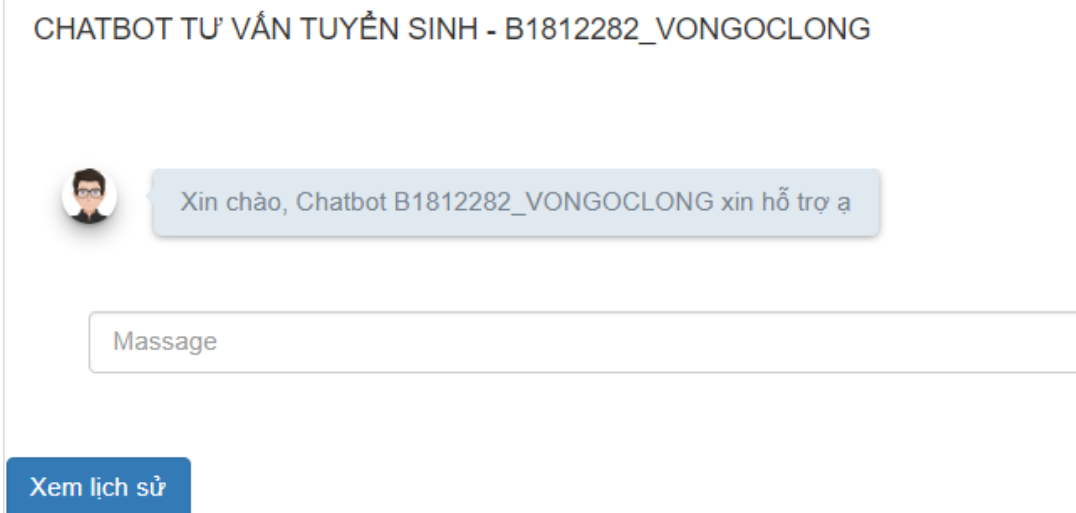 CHATBOT TƯ VẤN TUYỂN SINH - B1812282_VONGOCLONG
Xin chào, Chatbot B1812282_VONGOCLONG xin hỗ trợ ạ
Massage
Xem lịch sử